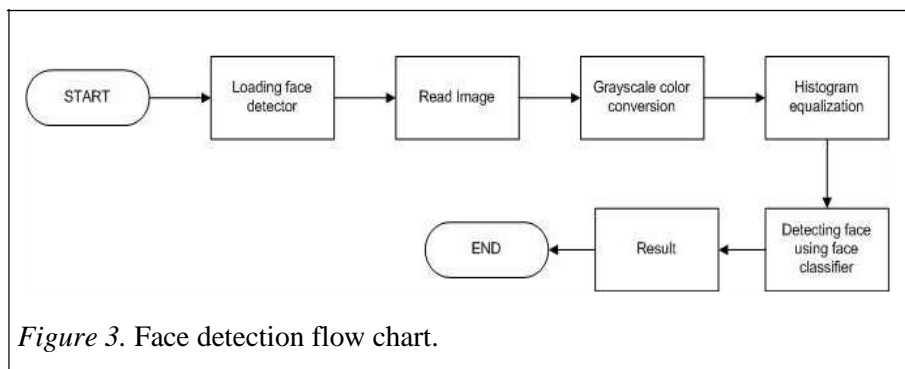 START
Loading face
detector
Read Image
Grayscale color
conversion
Histogram
equalization
Detecting face
using face
classifier
Result
END
Figure 3. Face detection flow chart.